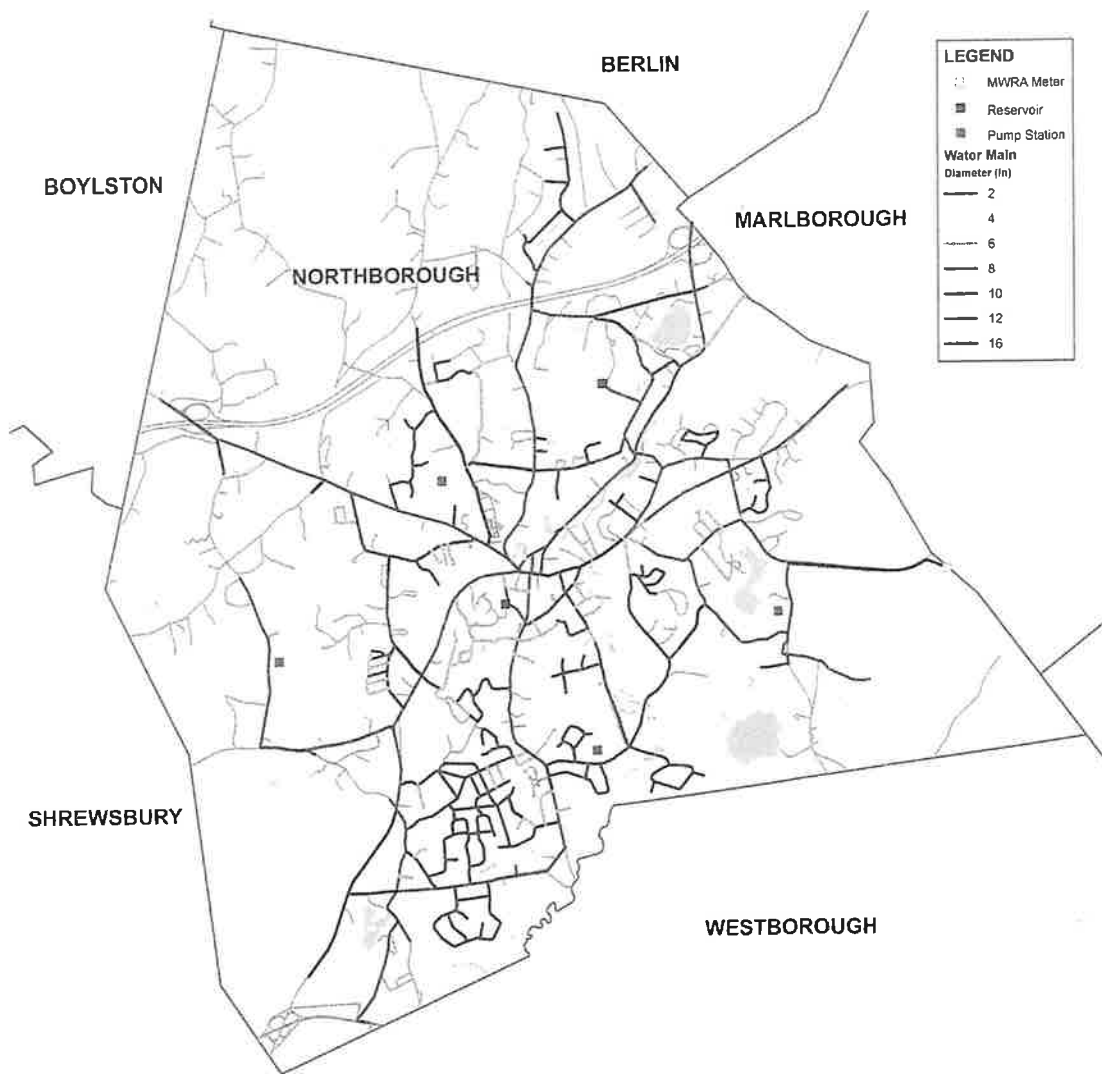 BERLIN
LEGEND
MWRA Meter
Reservoir
Pump Station
Water Main
Diameter (in)
2
4
6
8
10
12
16
BOYLSTON
MARLBOROUGH
NORTHBOROUGH
SHREWSBURY
WESTBOROUGH